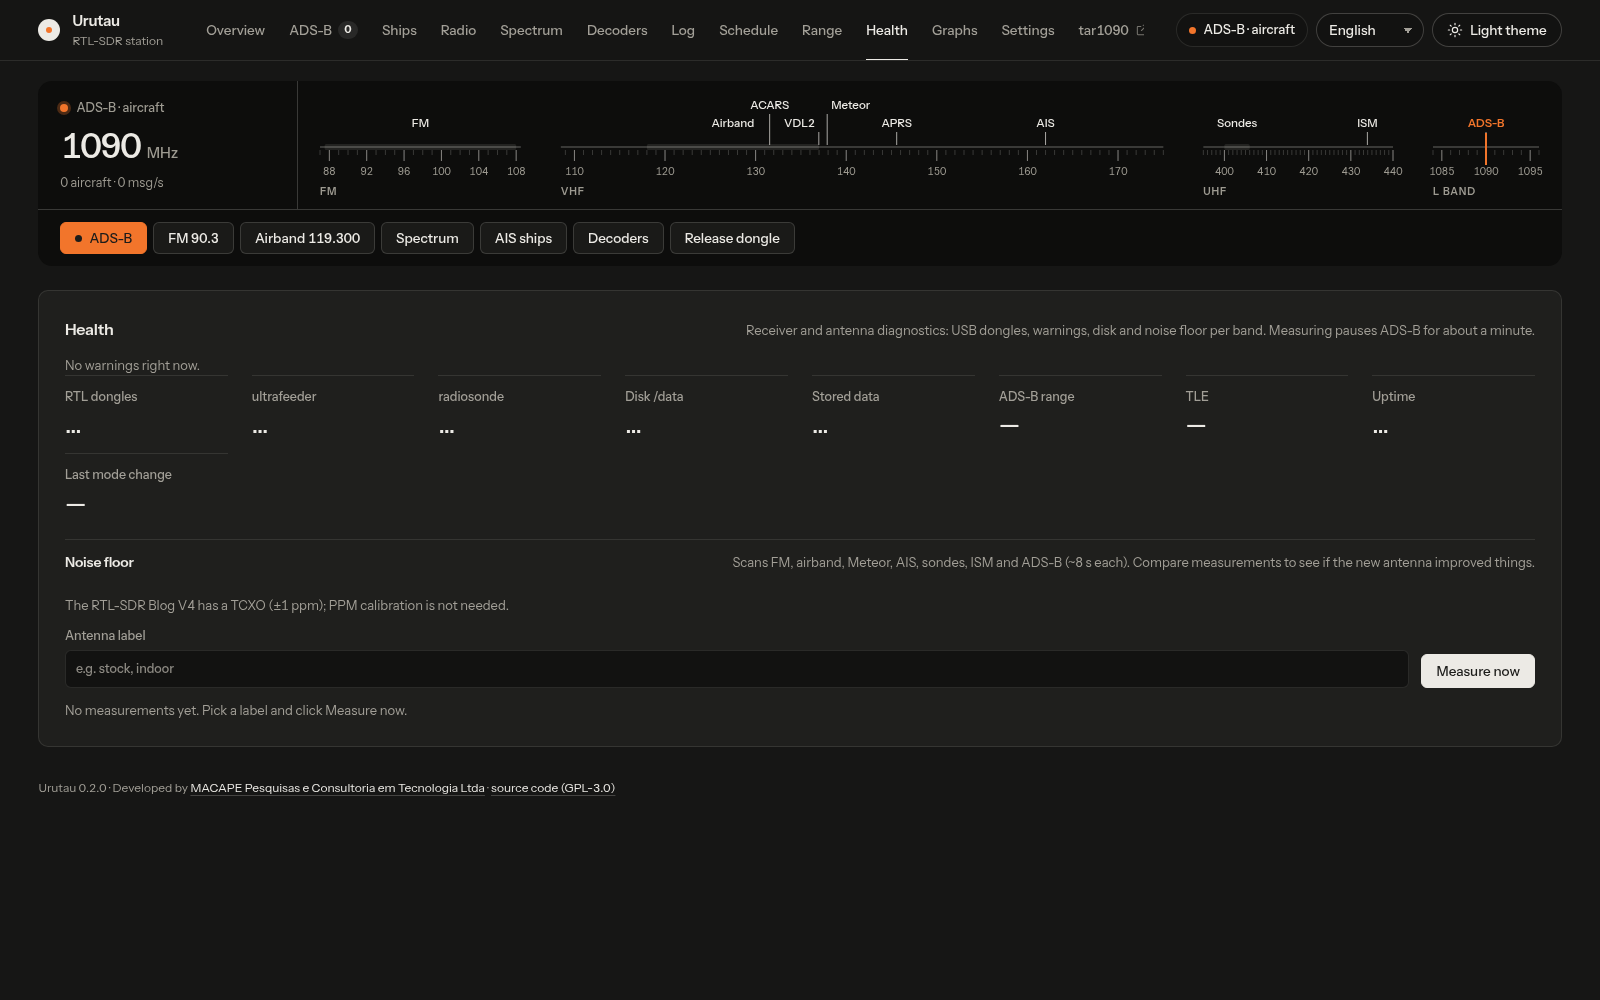 Urutau
RTL-SDR station
Overview ADS-B 0 Ships Radio Spectrum Decoders Log Schedule Range Health Graphs Settings tar1090
ADS-B · aircraft English Light theme
ADS-B · aircraft
1090 MHz
0 aircraft · 0 msg/s
ACARS Meteor
FM Airband VDL2 APRS AIS Sondes ISM ADS-B
88 92 96 100 104 108 110 120 130 140 150 160 170 400 410 420 430 440 1085 1090 1095
FM VHF UHF L BAND
ADS-B FM 90.3 Airband 119.300 Spectrum AIS ships Decoders Release dongle
Health
Receiver and antenna diagnostics: USB dongles, warnings, disk and noise floor per band. Measuring pauses ADS-B for about a minute.
No warnings right now.
RTL dongles ultrafeeder radiosonde Disk /data Stored data ADS-B range TLE Uptime
… … … … … — — …
Last mode change
—
Noise floor
Scans FM, airband, Meteor, AIS, sondes, ISM and ADS-B (~8 s each). Compare measurements to see if the new antenna improved things.
The RTL-SDR Blog V4 has a TCXO (±1 ppm); PPM calibration is not needed.
Antenna label
e.g. stock, indoor
Measure now
No measurements yet. Pick a label and click Measure now.
Urutau 0.2.0 · Developed by MACAPE Pesquisas e Consultoria em Tecnologia Ltda · source code (GPL-3.0)